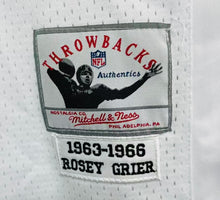 THROWBACKS
NFL
Authentics
NOSTALGIA CO.
Mitchell & Ness
PHILADELPHIA, PA
1963-1966
ROSEY GRIER